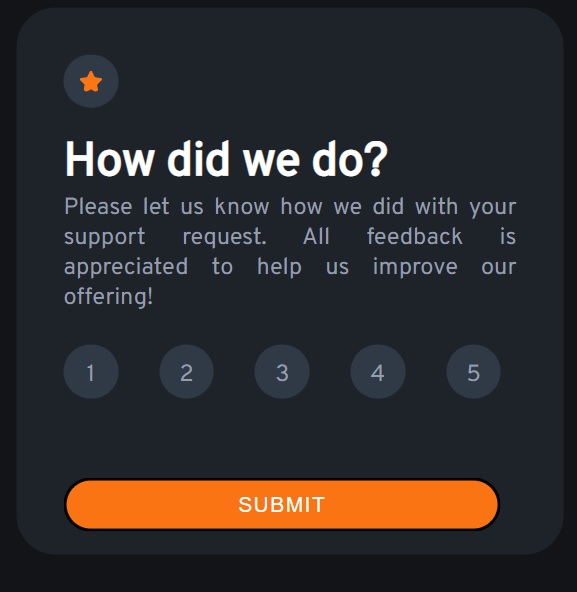 How did we do?
Please let us know how we did with your
support request. All feedback is
appreciated to help us improve our
offering!
1 2 3 4 5
SUBMIT